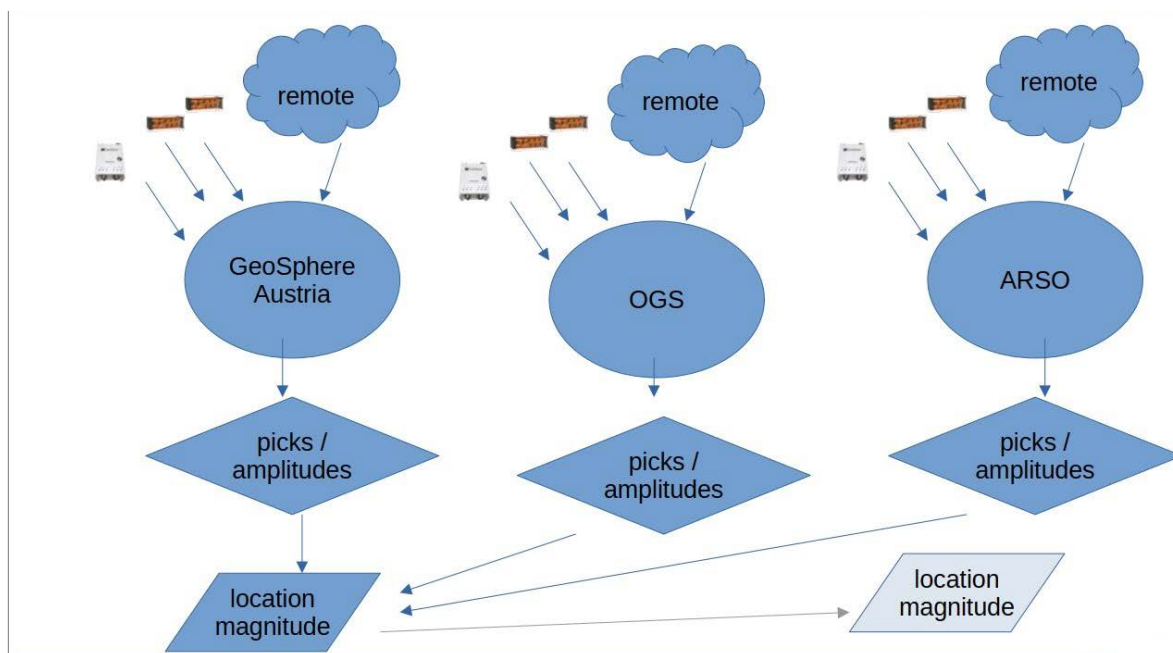 remote
remote
remote
GeoSphere
Austria
OGS
ARSO
picks /
amplitudes
picks /
amplitudes
picks /
amplitudes
location
magnitude
location
magnitude